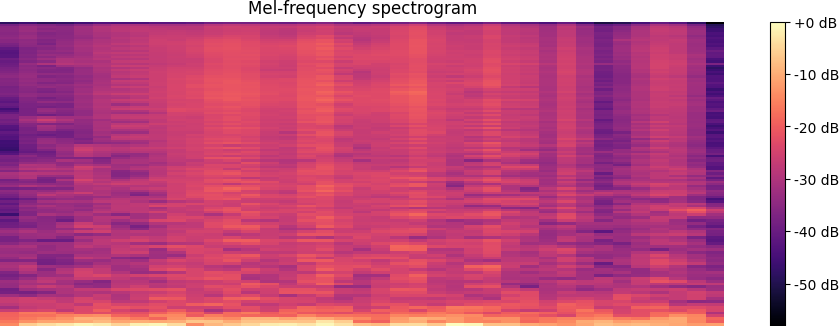 Mel-frequency spectrogram
+0 dB
-10 dB
-20 dB
-30 dB
-40 dB
-50 dB